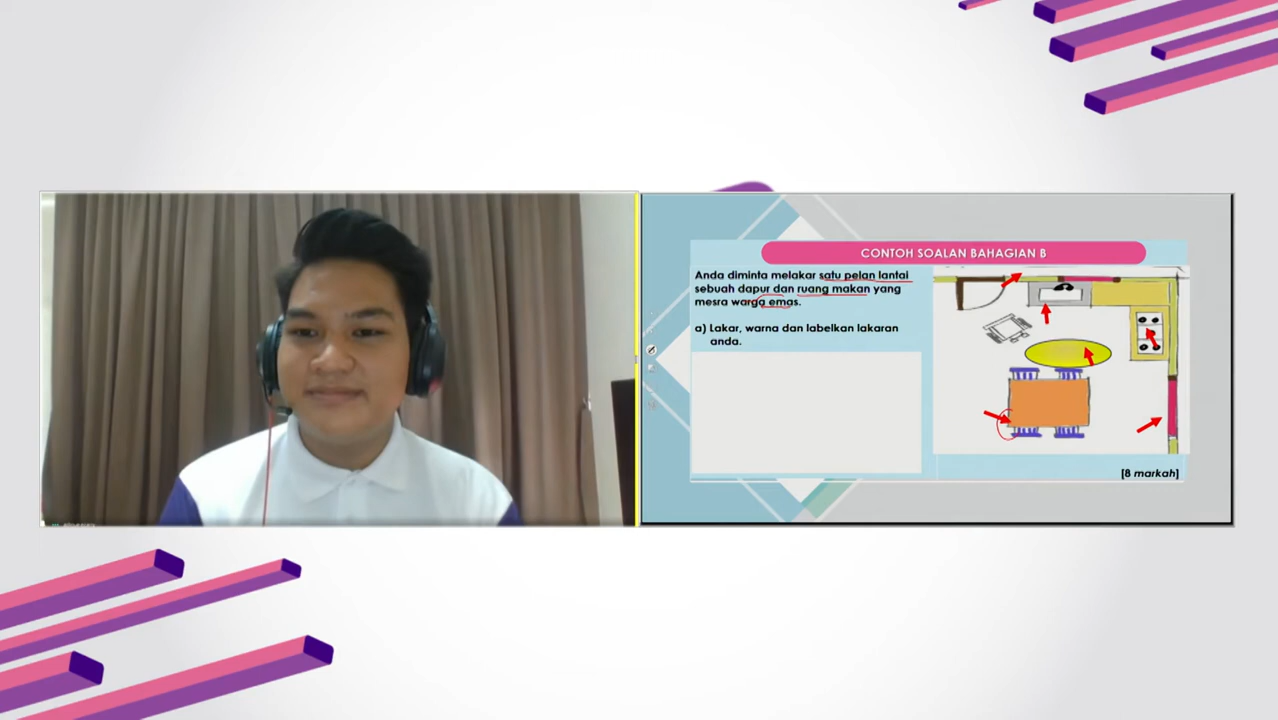 CONTOH SOALAN BAHAGIAN B
Anda diminta melakar satu pelan lantai
sebuah dapur dan ruang makan yang
mesra warga emas.
a) Lakar, warna dan labelkan lakaran
anda.
[8 markah]